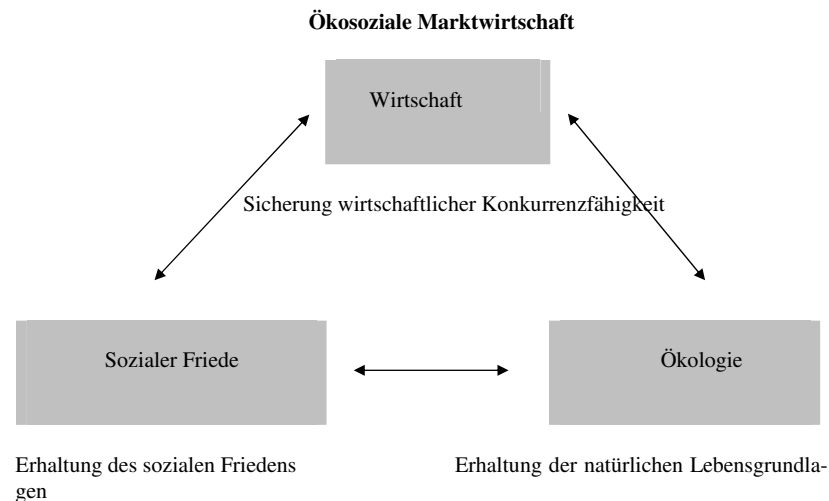 Ökosoziale Marktwirtschaft
Wirtschaft
Sicherung wirtschaftlicher Konkurrenzfähigkeit
Sozialer Friede
Ökologie
Erhaltung des sozialen Friedens Erhaltung der natürlichen Lebensgrundla-
gen